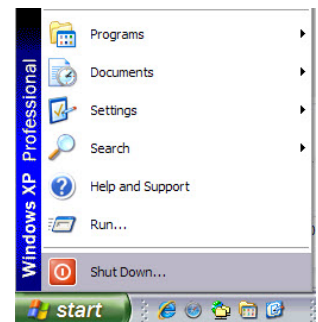 Programs
Documents
Settings
Search
Help and Support
Run...
Shut Down...
Windows XP Professional
start